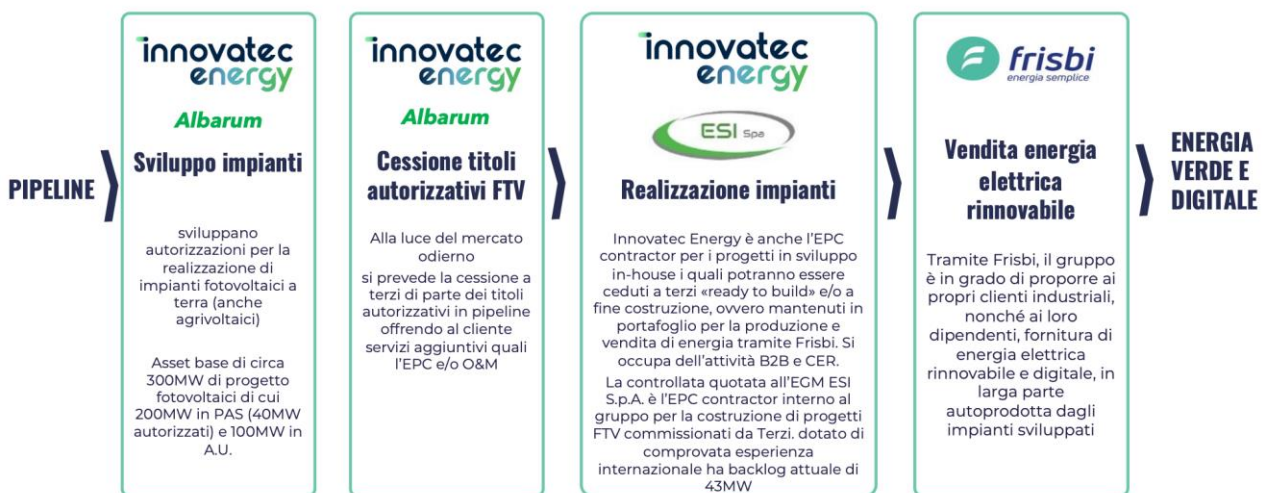 PIPELINE
innovatec
energy
Albarum
Sviluppo impianti
sviluppano
autorizzazioni per la
realizzazione di
impianti fotovoltaici a
terra (anche
agrivoltaici)
Asset base di circa
300MW di progetto
fotovoltaici di cui
200MW in PAS (40MW
autorizzati) e 100MW in
A.U.
innovatec
energy
Albarum
Cessione titoli
autorizzativi FTV
Alla luce del mercato
odierno
si prevede la cessione a
terzi di parte dei titoli
autorizzativi in pipeline
offrendo al cliente
servizi aggiuntivi quali
l'EPC e/o O&M
innovatec
energy
ESI Spa
Realizzazione impianti
Innovatec Energy è anche l'EPC
contractor per i progetti in sviluppo
in-house i quali potranno essere
ceduti a terzi «ready to build» e/o a
fine costruzione, ovvero mantenuti in
portafoglio per la produzione e
vendita di energia tramite Frisbi. Si
occupa dell'attività B2B e CER.
La controllata quotata all'EGM ESI
S.p.A. è l'EPC contractor interno al
gruppo per la costruzione di progetti
FTV commissionati da Terzi. dotato di
comprovata esperienza
internazionale ha backlog attuale di
43MW
frisbi
energia semplice
Vendita energia
elettrica
rinnovabile
Tramite Frisbi, il gruppo
è in grado di proporre ai
propri clienti industriali,
nonché ai loro
dipendenti, fornitura di
energia elettrica
rinnovabile e digitale, in
larga parte
autoprodotta dagli
impianti sviluppati
ENERGIA
VERDE E
DIGITALE